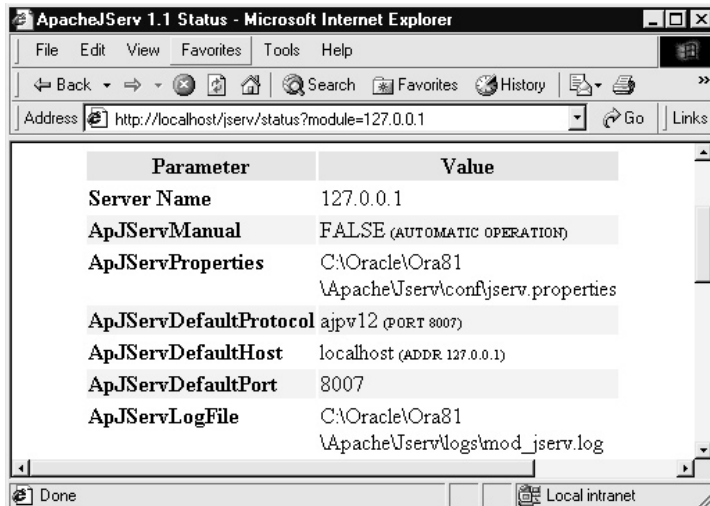 ApacheJServ 1.1 Status - Microsoft Internet Explorer
File Edit View Favorites Tools Help
Back Search Favorites History »
Address http://localhost/jserv/status?module=127.0.0.1 Go Links
Parameter Value
Server Name 127.0.0.1
ApJServManual FALSE (AUTOMATIC OPERATION)
ApJServProperties C:\Oracle\Ora81
\Apache\Jserv\conf\jserv.properties
ApJServDefaultProtocol ajpv12 (PORT 8007)
ApJServDefaultHost localhost (ADDR 127.0.0.1)
ApJServDefaultPort 8007
ApJServLogFile C:\Oracle\Ora81
\Apache\Jserv\logs\mod_jserv.log
Done Local intranet